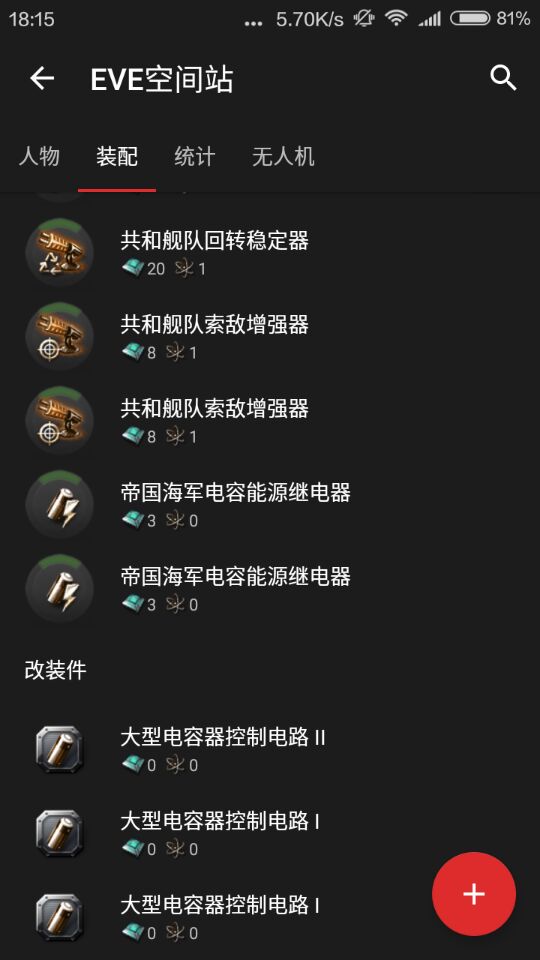 18:15 ... 5.70K/s 81%
EVE空间站
人物 装配 统计 无人机
共和舰队回转稳定器
20 1
共和舰队索敌增强器
8 1
共和舰队索敌增强器
8 1
帝国海军电容能源继电器
3 0
帝国海军电容能源继电器
3 0
改装件
大型电容器控制电路 II
0 0
大型电容器控制电路 I
0 0
大型电容器控制电路 I
0 0